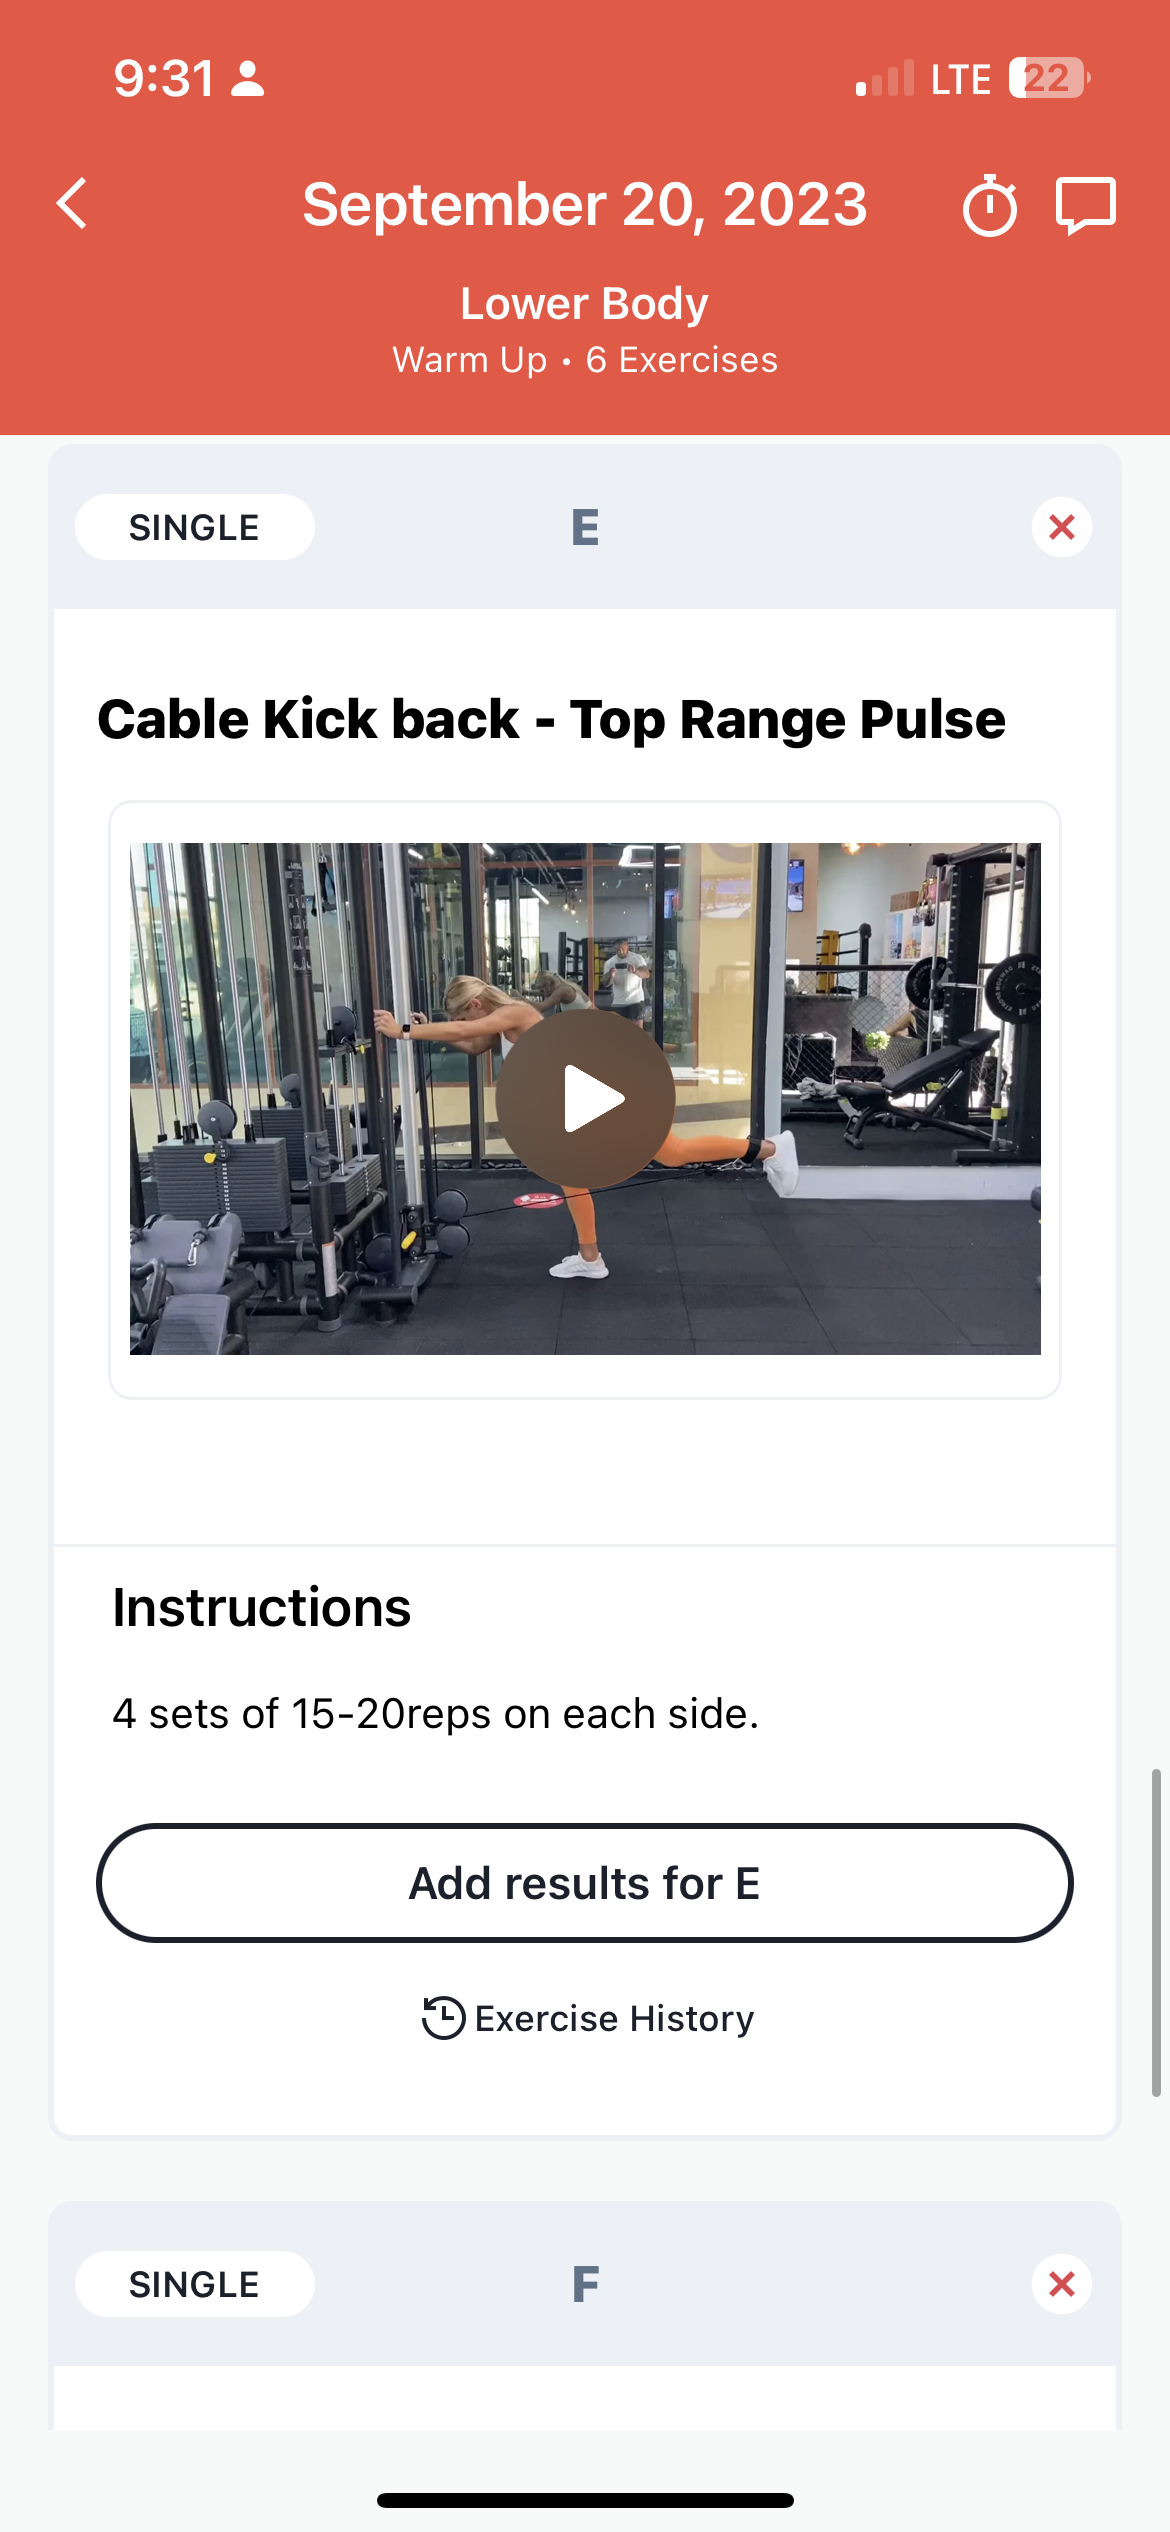 9:31
LTE 22
September 20, 2023
Lower Body
Warm Up • 6 Exercises
SINGLE
E
Cable Kick back - Top Range Pulse
Instructions
4 sets of 15-20reps on each side.
Add results for E
Exercise History
SINGLE
F